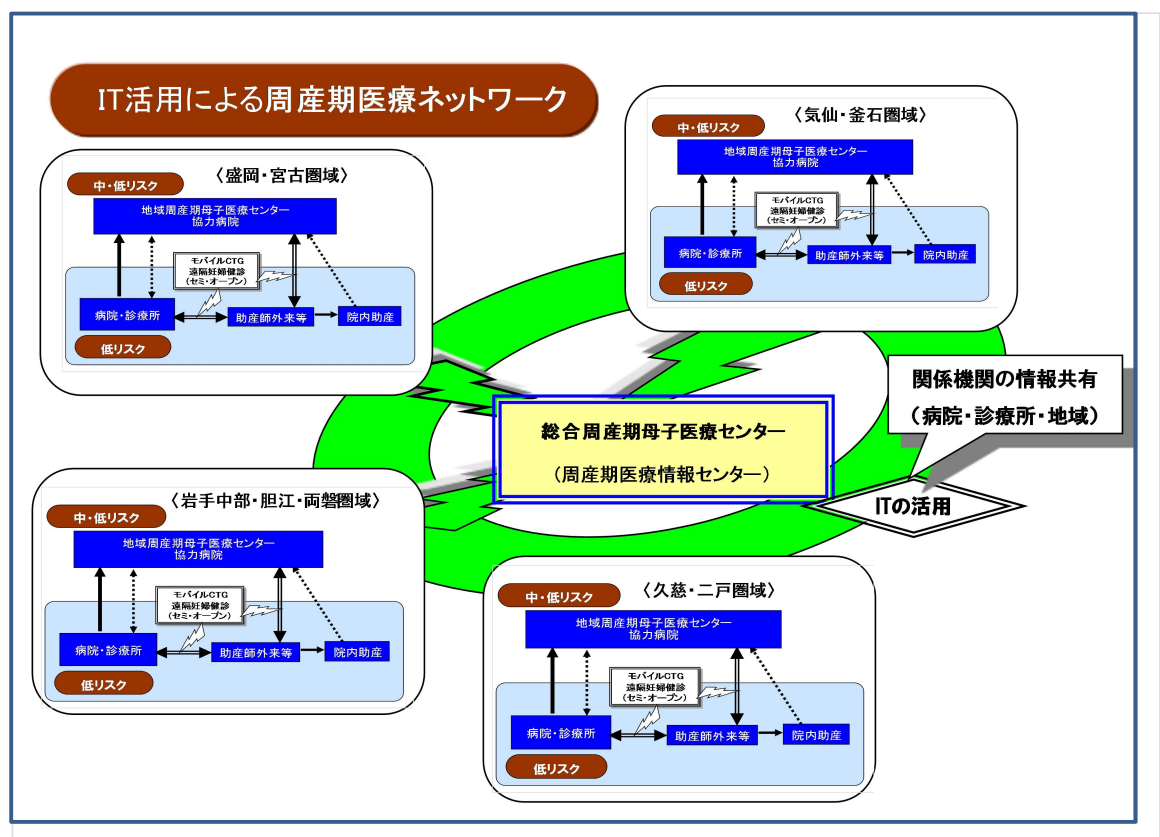 IT活用による周産期医療ネットワーク
〈気仙・釜石圏域〉
中・低リスク
地域周産期母子医療センター
協力病院
モバイルCTG
遠隔妊婦健診
(セミ・オープン)
病院・診療所
助産師外来等
院内助産
低リスク
〈盛岡・宮古圏域〉
中・低リスク
地域周産期母子医療センター
協力病院
モバイルCTG
遠隔妊婦健診
(セミ・オープン)
病院・診療所
助産師外来等
院内助産
低リスク
関係機関の情報共有
（病院・診療所・地域）
総合周産期母子医療センター
（周産期医療情報センター）
ITの活用
〈岩手中部・胆江・両磐圏域〉
中・低リスク
地域周産期母子医療センター
協力病院
モバイルCTG
遠隔妊婦健診
(セミ・オープン)
病院・診療所
助産師外来等
院内助産
低リスク
〈久慈・二戸圏域〉
中・低リスク
地域周産期母子医療センター
協力病院
モバイルCTG
遠隔妊婦健診
(セミ・オープン)
病院・診療所
助産師外来等
院内助産
低リスク